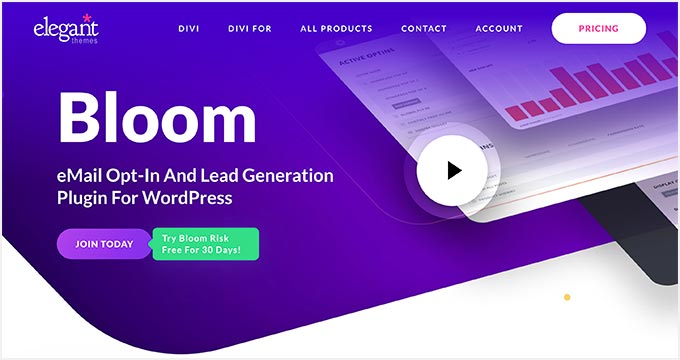 elegant
themes
DIVI
DIVI FOR
ALL PRODUCTS
CONTACT
ACCOUNT
PRICING
ACTIVE OPTINS
Bloom
eMail Opt-In And Lead Generation
Plugin For WordPress
JOIN TODAY
Try Bloom Risk
Free For 30 Days!